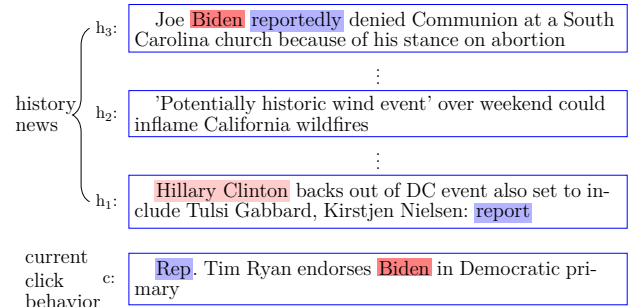 h₃: Joe Biden reportedly denied Communion at a South
Carolina church because of his stance on abortion
⋮
history
news
h₂: 'Potentially historic wind event' over weekend could
inflame California wildfires
⋮
h₁: Hillary Clinton backs out of DC event also set to in-
clude Tulsi Gabbard, Kirstjen Nielsen: report
current
click
behavior
c: Rep. Tim Ryan endorses Biden in Democratic pri-
mary